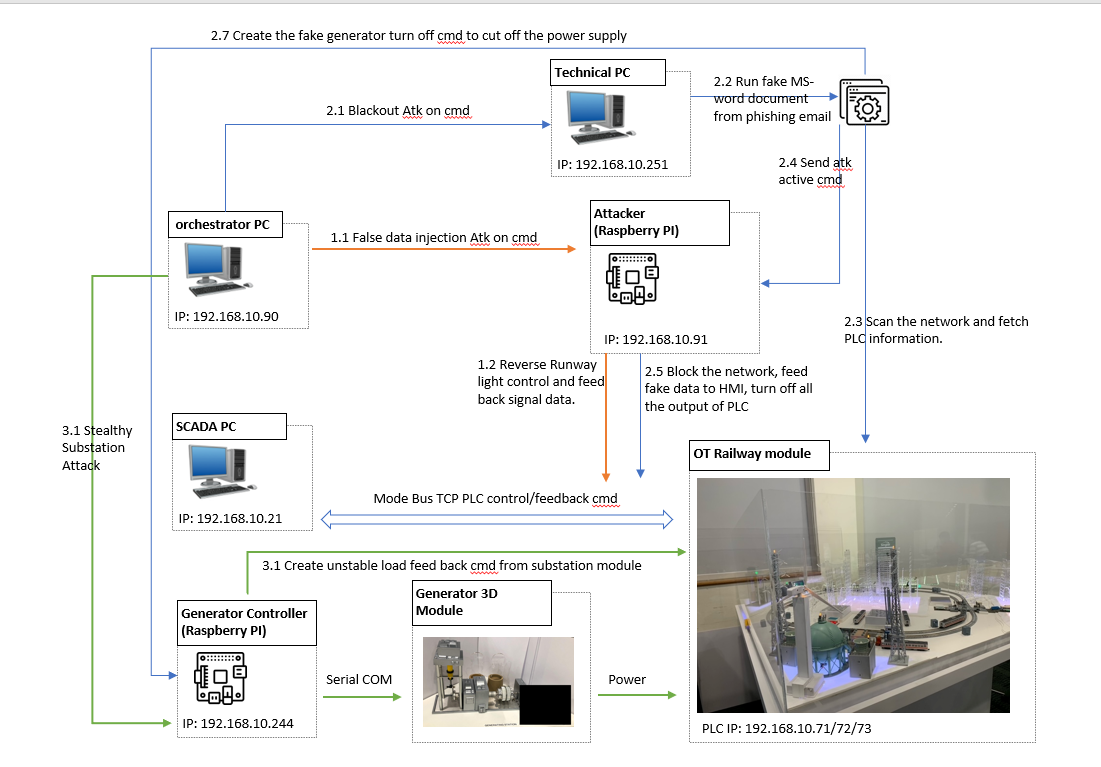 2.7 Create the fake generator turn off cmd to cut off the power supply
Technical PC
2.2 Run fake MS-
word document
from phishing email
2.1 Blackout Atk on cmd
IP: 192.168.10.251
2.4 Send atk
active cmd
orchestrator PC
Attacker
(Raspberry PI)
1.1 False data injection Atk on cmd
IP: 192.168.10.90
IP: 192.168.10.91
2.3 Scan the network and fetch
PLC information.
1.2 Reverse Runway
light control and feed
back signal data.
2.5 Block the network, feed
fake data to HMI, turn off all
the output of PLC
3.1 Stealthy
Substation
Attack
SCADA PC
OT Railway module
IP: 192.168.10.21
Mode Bus TCP PLC control/feedback cmd
3.1 Create unstable load feed back cmd from substation module
Generator Controller
(Raspberry PI)
Generator 3D
Module
Serial COM
Power
IP: 192.168.10.244
PLC IP: 192.168.10.71/72/73